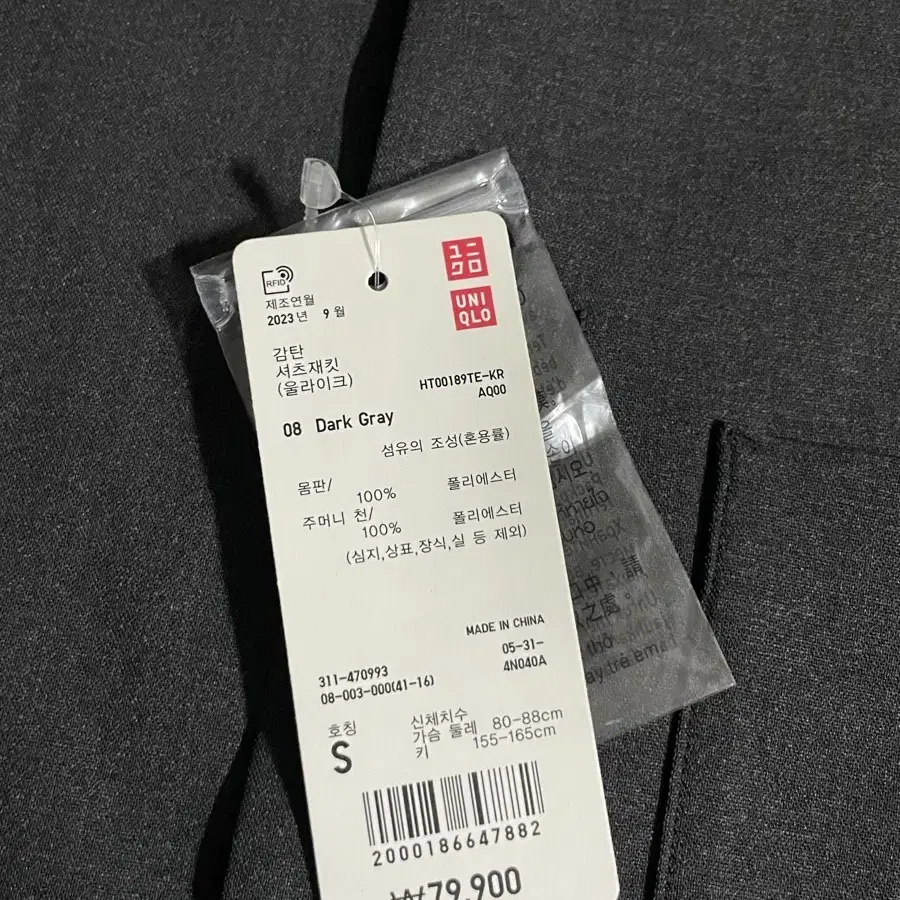 ユニ
クロ
UNI
QLO
RFID
제조연월
2023년 9월
감탄
셔츠재킷
(울라이크)
HT00189TE-KR
AQ00
08 Dark Gray
섬유의 조성(혼용률)
몸판/
100% 폴리에스터
주머니 천/
100% 폴리에스터
(심지,상표,장식,실 등 제외)
MADE IN CHINA
311-470993 05-31-
08-003-000(41-16) 4N040A
호칭 신체치수
S 가슴 둘레 80-88cm
키 155-165cm
2000186647882
₩79,900